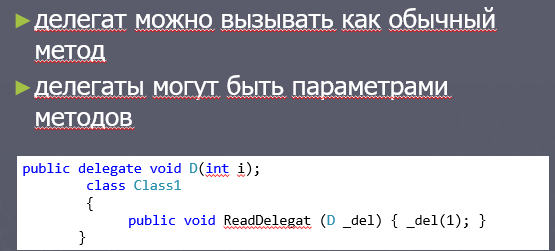 делегат можно вызывать как обычный
метод
делегаты могут быть параметрами
методов
public delegate void D(int i);
class Class1
{
public void ReadDelegat (D _del) { _del(1); }
}